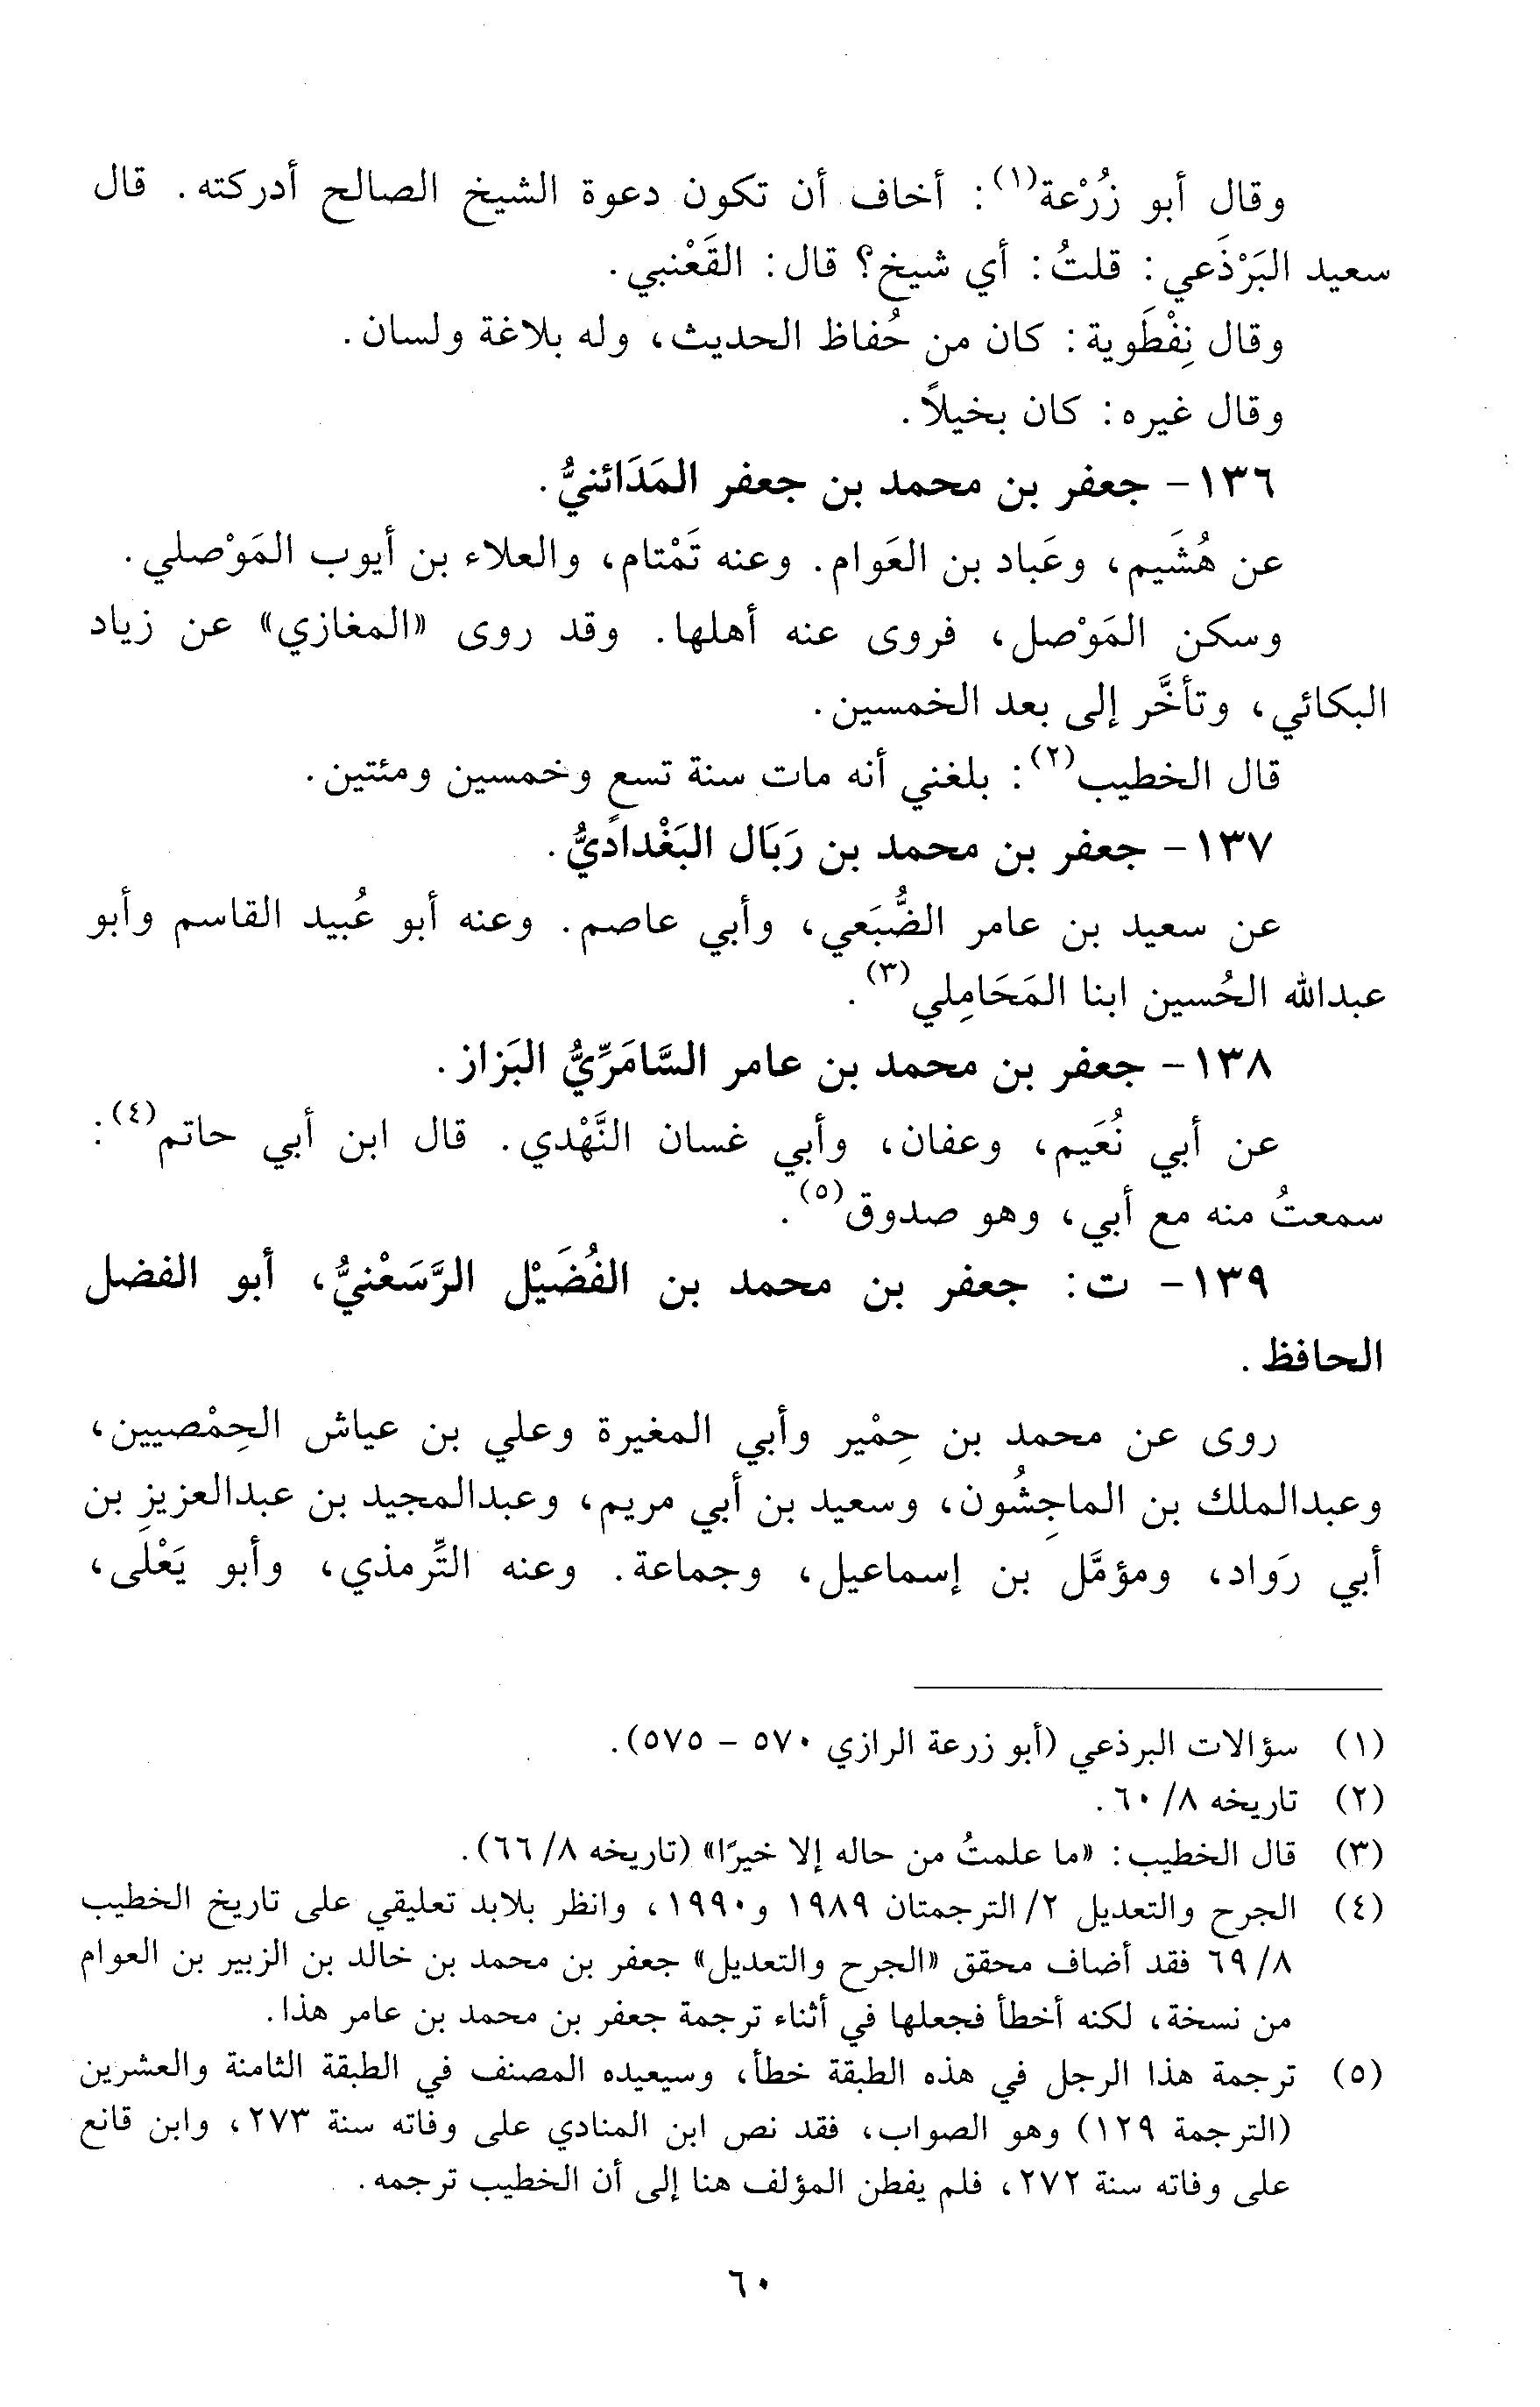 وقال أبو زُرْعة(١): أخاف أن تكون دعوة الشيخ الصالح أدركته. قال
سعيد البَرْذَعي: قلتُ: أي شيخ؟ قال: القَعْنبي.
وقال نِفْطَوية: كان من حُفاظ الحديث، وله بلاغة ولسان.
وقال غيره: كان بخيلاً.
١٣٦- جعفر بن محمد بن جعفر المَدَائنيُّ.
عن هُشَيم، وعَباد بن العَوام. وعنه تَمْتام، والعلاء بن أيوب المَوْصلي.
وسكن المَوْصل، فروى عنه أهلها. وقد روى «المغازي» عن زياد
البكائي، وتأخَّر إلى بعد الخمسين.
قال الخطيب(٢): بلغني أنه مات سنة تسعٍ وخمسين ومئتين.
١٣٧- جعفر بن محمد بن رَبَال البَغْداديُّ.
عن سعيد بن عامر الضُّبَعي، وأبي عاصم. وعنه أبو عُبيد القاسم وأبو
عبدالله الحُسين ابنا المَحَامِلي(٣).
١٣٨- جعفر بن محمد بن عامر السَّامَرِّيُّ البَزاز.
عن أبي نُعَيم، وعفان، وأبي غسان النَّهْدي. قال ابن أبي حاتم(٤):
سمعتُ منه مع أبي، وهو صدوق(٥).
١٣٩- ت: جعفر بن محمد بن الفُضَيْل الرَّسَعْنيُّ، أبو الفضل
الحافظ.
روى عن محمد بن حِمْير وأبي المغيرة وعلي بن عياش الحِمْصيين،
وعبدالملك بن الماجِشُون، وسعيد بن أبي مريم، وعبدالمجيد بن عبدالعزيزِ بن
أبي رَواد، ومؤمَّل بن إسماعيل، وجماعة. وعنه التِّرمذي، وأبو يَعْلَى،
(١) سؤالات البرذعي (أبو زرعة الرازي ٥٧٠ - ٥٧٥).
(٢) تاريخه ٨/ ٦٠.
(٣) قال الخطيب: «ما علمتُ من حاله إلا خيرًا» (تاريخه ٨/ ٦٦).
(٤) الجرح والتعديل ٢/ الترجمتان ١٩٨٩ و١٩٩٠، وانظر بلابد تعليقي على تاريخ الخطيب
٨/ ٦٩ فقد أضاف محقق «الجرح والتعديل» جعفر بن محمد بن خالد بن الزبير بن العوام
من نسخة، لكنه أخطأ فجعلها في أثناء ترجمة جعفر بن محمد بن عامر هذا.
(٥) ترجمة هذا الرجل في هذه الطبقة خطأ، وسيعيده المصنف في الطبقة الثامنة والعشرين
(الترجمة ١٢٩) وهو الصواب، فقد نص ابن المنادي على وفاته سنة ٢٧٣، وابن قانع
على وفاته سنة ٢٧٢، فلم يفطن المؤلف هنا إلى أن الخطيب ترجمه.
٦٠